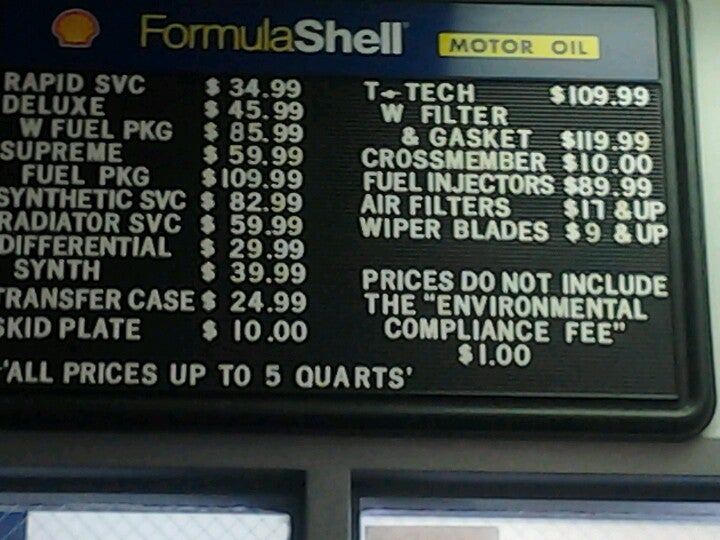 FormulaShell
MOTOR OIL
RAPID SVC $ 34.99
DELUXE $ 45.99
W FUEL PKG $ 85.99
SUPREME $ 59.99
FUEL PKG $109.99
SYNTHETIC SVC $ 82.99
RADIATOR SVC $ 59.99
DIFFERENTIAL $ 29.99
SYNTH $ 39.99
TRANSFER CASE $ 24.99
SKID PLATE $ 10.00
'ALL PRICES UP TO 5 QUARTS'
T-TECH $109.99
W FILTER
& GASKET $119.99
CROSSMEMBER $10.00
FUEL INJECTORS $89.99
AIR FILTERS $17 & UP
WIPER BLADES $9 & UP
PRICES DO NOT INCLUDE
THE "ENVIRONMENTAL
COMPLIANCE FEE"
$1.00